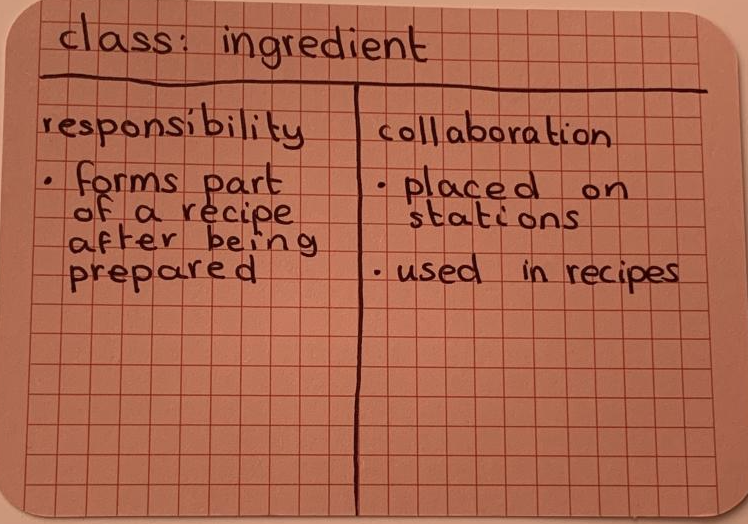 class: ingredient
responsibility
• forms part
of a recipe
after being
prepared
collaboration
• placed on
stations
• used in recipes